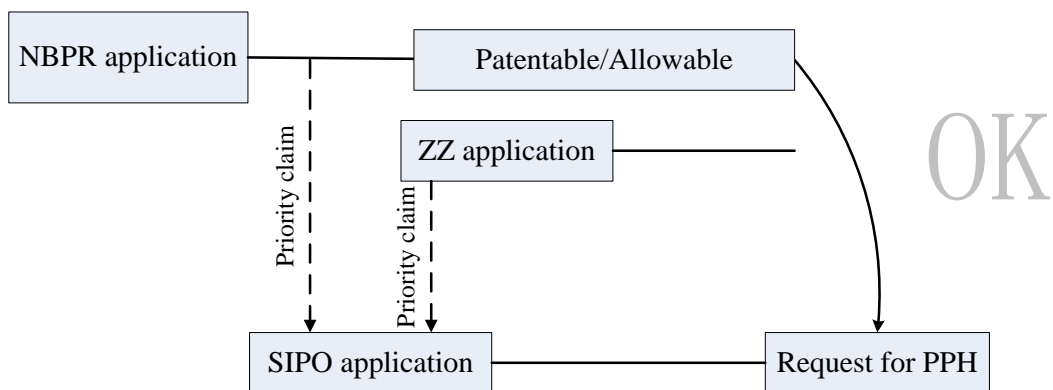 NBPR application
Patentable/Allowable
OK
Priority claim
ZZ application
Priority claim
SIPO application
Request for PPH